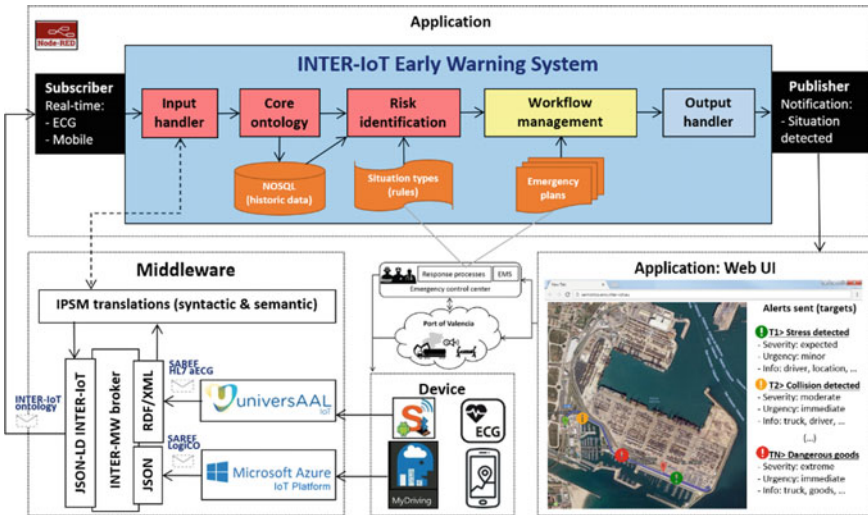 Application
Node-RED
INTER-IoT Early Warning System
Subscriber
Real-time:
- ECG
- Mobile
Input
handler
Core
ontology
Risk
identification
Workflow
management
Output
handler
Publisher
Notification:
- Situation
detected
NOSQL
(historic data)
Situation types
(rules)
Emergency
plans
Middleware
IPSM translations (syntactic & semantic)
INTER-IoT
ontology
JSON-LD INTER-IoT
INTER-MW broker
RDF/XML
JSON
SAREF
HL7 aECG
SAREF
LogiCO
universAAL
IoT
Microsoft Azure
IoT Platform
Response processes
EMS
Emergency control center
Port of Valencia
Device
ECG
MyDriving
Application: Web UI
Alerts sent (targets)
T1> Stress detected
- Severity: expected
- Urgency: minor
- Info: driver, location, ...
T2> Collision detected
- Severity: moderate
- Urgency: immediate
- Info: truck, driver, ...
(...)
TN> Dangerous goods
- Severity: extreme
- Urgency: immediate
- Info: truck, goods, ...